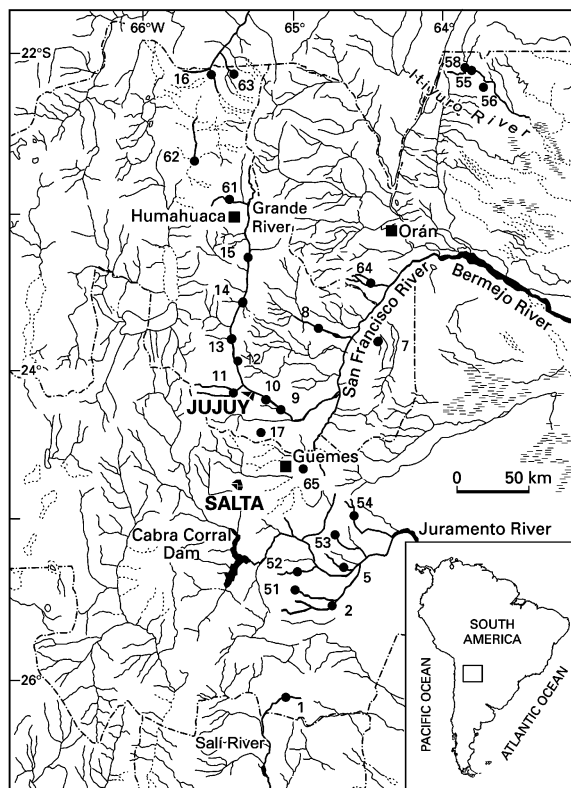 66°W 65° 64°
22°S
58
55
56
16
63
Itiyuro River
62
61
Humahuaca
Grande
River
Orán
15
64
Bermejo River
San Francisco River
14
8
7
13
12
24°
11
10
9
JUJUY
17
Güemes
65
0 50 km
SALTA
54
Cabra Corral
Dam
53
Juramento River
52
5
51
2
26°
1
Salí-River
SOUTH
AMERICA
PACIFIC OCEAN
ATLANTIC OCEAN